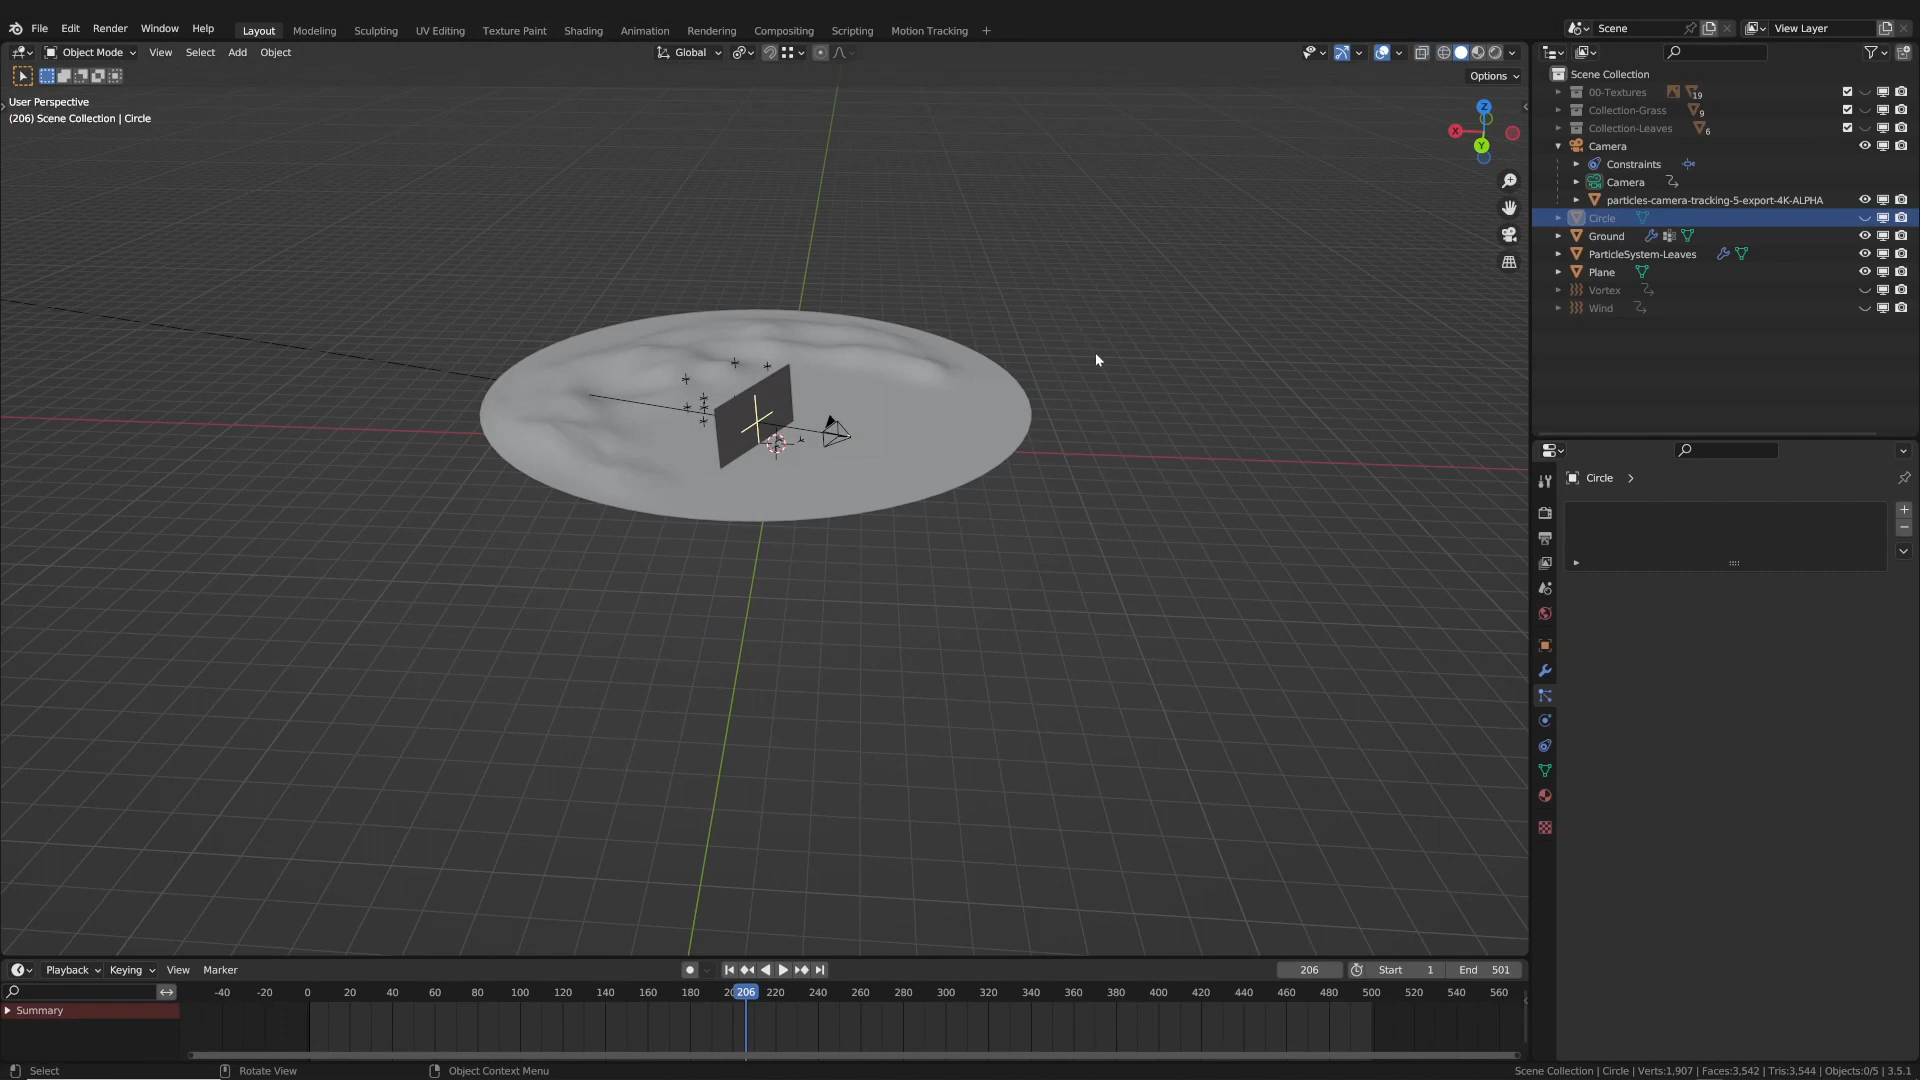 File Edit Render Window Help
Layout Modeling Sculpting UV Editing Texture Paint Shading Animation Rendering Compositing Scripting Motion Tracking +
Scene
View Layer
Object Mode View Select Add Object
Global
Options
User Perspective
(206) Scene Collection | Circle
Z
X
Y
Scene Collection
00-Textures 19
Collection-Grass 9
Collection-Leaves 6
Camera
Constraints
Camera
particles-camera-tracking-5-export-4K-ALPHA
Circle
Ground
ParticleSystem-Leaves
Plane
Vortex
Wind
Circle
Playback Keying View Marker
206 Start 1 End 501
-40 -20 0 20 40 60 80 100 120 140 160 180 206 220 240 260 280 300 320 340 360 380 400 420 440 460 480 500 520 540 560
Summary
Select Rotate View Object Context Menu
Scene Collection | Circle | Verts:1,907 | Faces:3,542 | Tris:3,544 | Objects:0/5 | 3.5.1